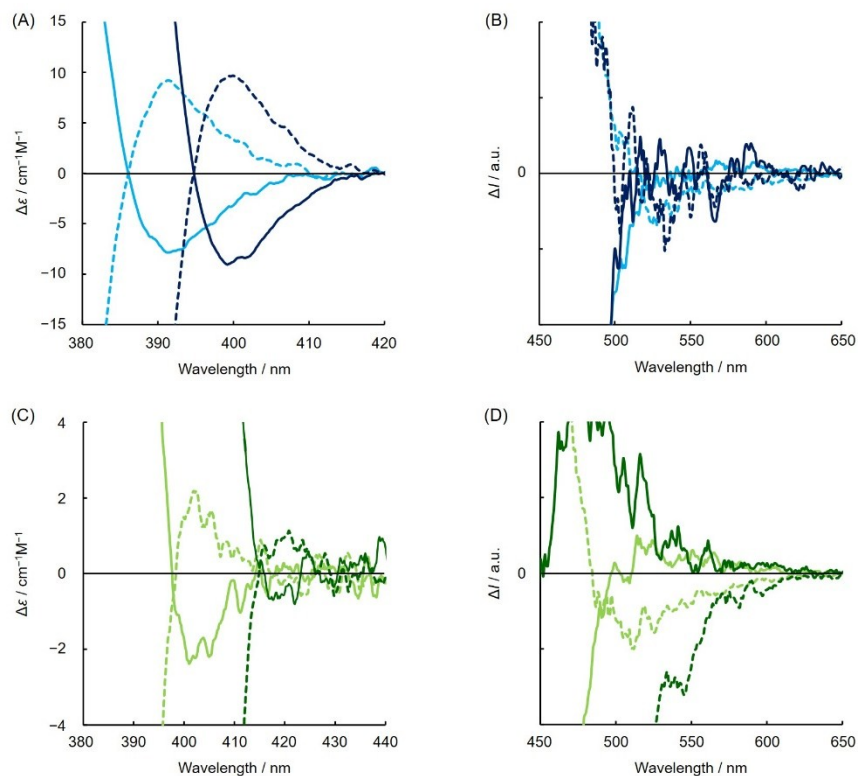 (A)
15
10
5
0
−5
−10
−15
Δε / cm⁻¹M⁻¹
380 390 400 410 420
Wavelength / nm
(B)
0
ΔI / a.u.
450 500 550 600 650
Wavelength / nm
(C)
4
2
0
−2
−4
Δε / cm⁻¹M⁻¹
380 390 400 410 420 430 440
Wavelength / nm
(D)
0
ΔI / a.u.
450 500 550 600 650
Wavelength / nm